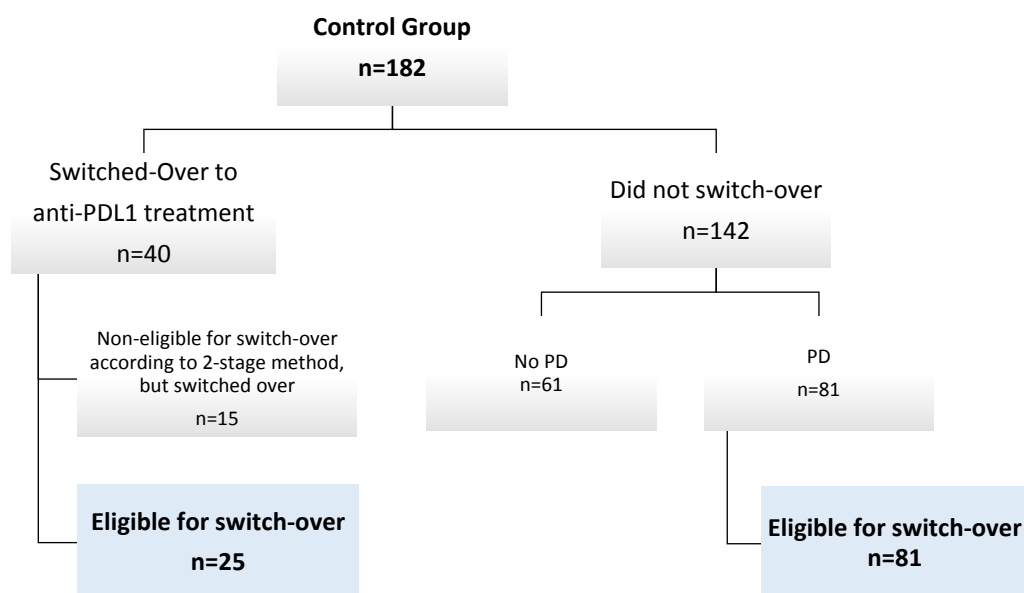 Control Group
n=182
Switched-Over to
anti-PDL1 treatment
n=40
Did not switch-over
n=142
Non-eligible for switch-over
according to 2-stage method,
but switched over
n=15
No PD
n=61
PD
n=81
Eligible for switch-over
n=25
Eligible for switch-over
n=81